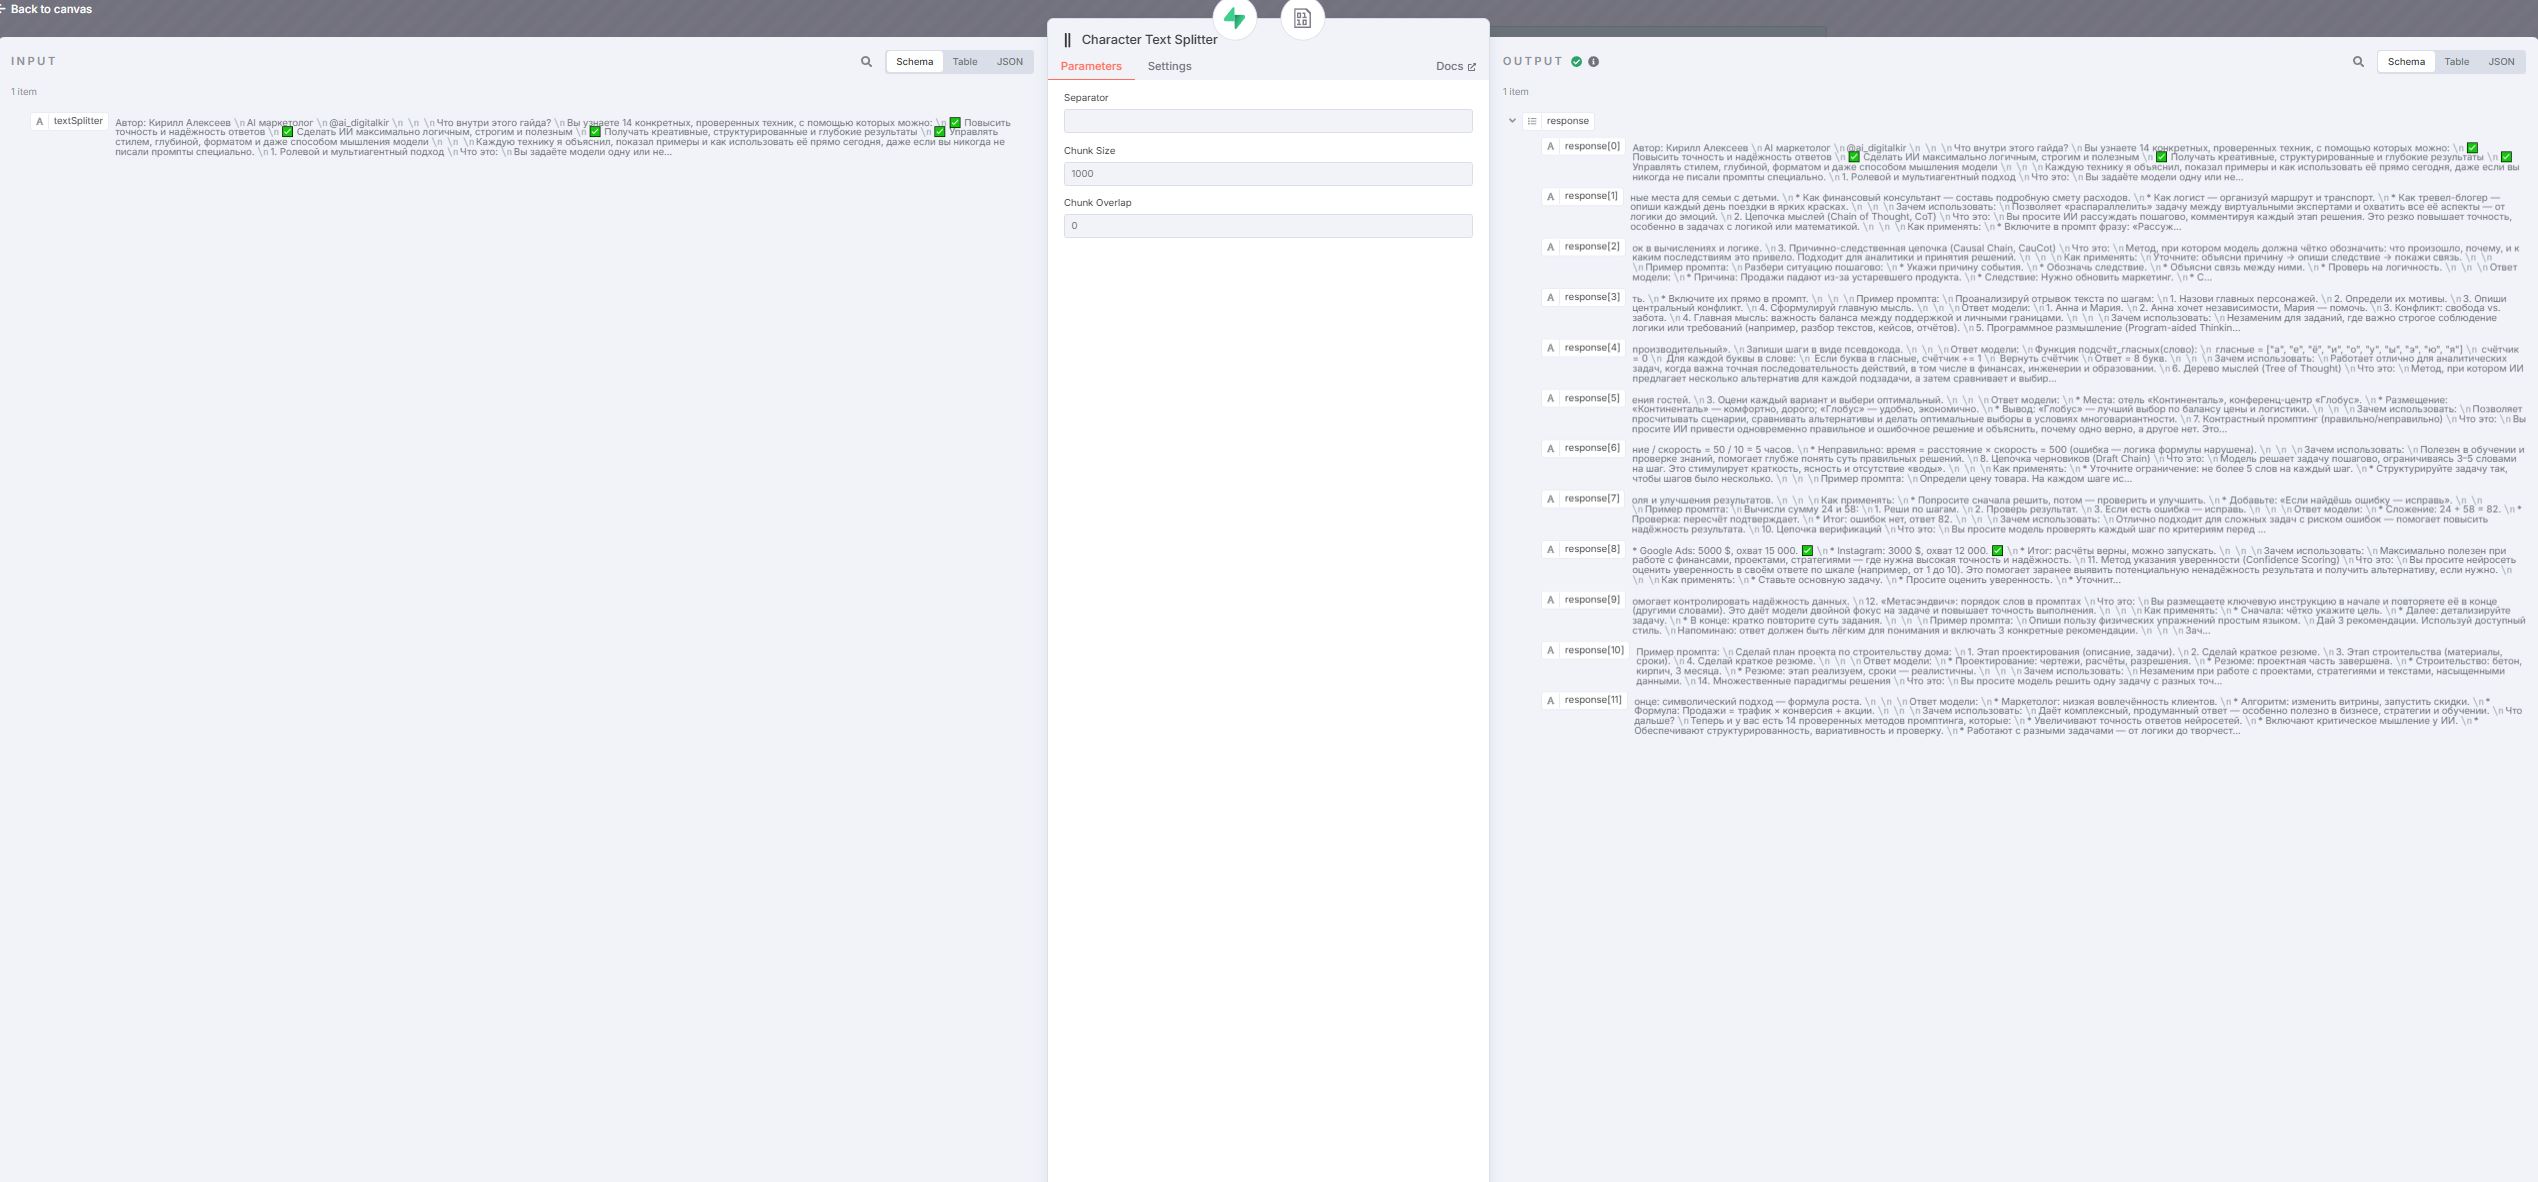 Back to canvas
INPUT
Schema
Table
JSON
1 item
A textSplitter
Автор: Кирилл Алексеев \n AI маркетолог \n @ai_digitalkir \n \n \n Что внутри этого гайда? \n Вы узнаете 14 конкретных, проверенных техник, с помощью которых можно: \n ✅ Повысить
точность и надёжность ответов \n ✅ Сделать ИИ максимально логичным, строгим и полезным \n ✅ Получать креативные, структурированные и глубокие результаты \n ✅ Управлять
стилем, глубиной, форматом и даже способом мышления модели \n \n \n Каждую технику я объяснил, показал примеры и как использовать её прямо сегодня, даже если вы никогда не
писали промпты специально. \n 1. Ролевой и мультиагентный подход \n Что это: \n Вы задаёте модели одну или не...
Character Text Splitter
Parameters
Settings
Docs
Separator
Chunk Size
1000
Chunk Overlap
0
OUTPUT
Schema
Table
JSON
1 item
response
A response[0]
Автор: Кирилл Алексеев \n AI маркетолог \n @ai_digitalkir \n \n \n Что внутри этого гайда? \n Вы узнаете 14 конкретных, проверенных техник, с помощью которых можно: \n ✅
Повысить точность и надёжность ответов \n ✅ Сделать ИИ максимально логичным, строгим и полезным \n ✅ Получать креативные, структурированные и глубокие результаты \n ✅
Управлять стилем, глубиной, форматом и даже способом мышления модели \n \n \n Каждую технику я объяснил, показал примеры и как использовать её прямо сегодня, даже если вы
никогда не писали промпты специально. \n 1. Ролевой и мультиагентный подход \n Что это: \n Вы задаёте модели одну или не...
A response[1]
ные места для семьи с детьми. \n * Как финансовый консультант — составь подробную смету расходов. \n * Как логист — организуй маршрут и транспорт. \n * Как тревел-блогер —
опиши каждый день поездки в ярких красках. \n \n \n Зачем использовать: \n Позволяет «распараллелить» задачу между виртуальными экспертами и охватить все её аспекты — от
логики до эмоций. \n 2. Цепочка мыслей (Chain of Thought, CoT) \n Что это: \n Вы просите ИИ рассуждать пошагово, комментируя каждый этап решения. Это резко повышает точность,
особенно в задачах с логикой или математикой. \n \n \n Как применять: \n * Включите в промпт фразу: «Рассуж...
A response[2]
ок в вычислениях и логике. \n 3. Причинно-следственная цепочка (Causal Chain, CauCot) \n Что это: \n Метод, при котором модель должна чётко обозначить: что произошло, почему, и к
каким последствиям это привело. Подходит для аналитики и принятия решений. \n \n \n Как применять: \n Уточните: объясни причину → опиши следствие → покажи связь. \n \n
\n Пример промпта: \n Разбери ситуацию пошагово: \n * Укажи причину события. \n * Обозначь следствие. \n * Объясни связь между ними. \n * Проверь на логичность. \n \n \n Ответ
модели: \n * Причина: Продажи падают из-за устаревшего продукта. \n * Следствие: Нужно обновить маркетинг. \n * С...
A response[3]
ть. \n * Включите их прямо в промпт. \n \n \n Пример промпта: \n Проанализируй отрывок текста по шагам: \n 1. Назови главных персонажей. \n 2. Определи их мотивы. \n 3. Опиши
центральный конфликт. \n 4. Сформулируй главную мысль. \n \n \n Ответ модели: \n 1. Анна и Мария. \n 2. Анна хочет независимости, Мария — помочь. \n 3. Конфликт: свобода vs.
забота. \n 4. Главная мысль: важность баланса между поддержкой и личными границами. \n \n \n Зачем использовать: \n Незаменим для заданий, где важно строгое соблюдение
логики или требований (например, разбор текстов, кейсов, отчётов). \n 5. Программное размышление (Program-aided Thinkin...
A response[4]
производительный». \n Запиши шаги в виде псевдокода. \n \n \n Ответ модели: \n Функция подсчёт_гласных(слово): \n гласные = ["а", "е", "ё", "и", "о", "у", "ы", "э", "ю", "я"] \n счётчик
= 0 \n Для каждой буквы в слове: \n Если буква в гласные, счётчик += 1 \n Вернуть счётчик \n Ответ = 8 букв. \n \n \n Зачем использовать: \n Работает отлично для аналитических
задач, когда важна точная последовательность действий, в том числе в финансах, инженерии и образовании. \n 6. Дерево мыслей (Tree of Thought) \n Что это: \n Метод, при котором ИИ
предлагает несколько альтернатив для каждой подзадачи, а затем сравнивает и выбир...
A response[5]
ения гостей. \n 3. Оцени каждый вариант и выбери оптимальный. \n \n \n Ответ модели: \n * Места: отель «Континенталь», конференц-центр «Глобус». \n * Размещение:
«Континенталь» — комфортно, дорого; «Глобус» — удобно, экономично. \n * Вывод: «Глобус» — лучший выбор по балансу цены и логистики. \n \n \n Зачем использовать: \n Позволяет
просчитывать сценарии, сравнивать альтернативы и делать оптимальные выборы в условиях многовариантности. \n 7. Контрастный промптинг (правильно/неправильно) \n Что это: \n Вы
просите ИИ привести одновременно правильное и ошибочное решение и объяснить, почему одно верно, а другое нет. Это...
A response[6]
ние / скорость = 50 / 10 = 5 часов. \n * Неправильно: время = расстояние × скорость = 500 (ошибка — логика формулы нарушена). \n \n \n Зачем использовать: \n Полезен в обучении и
проверке знаний, помогает глубже понять суть правильных решений. \n 8. Цепочка черновиков (Draft Chain) \n Что это: \n Модель решает задачу пошагово, ограничиваясь 3–5 словами
на шаг. Это стимулирует краткость, ясность и отсутствие «воды». \n \n \n Как применять: \n * Уточните ограничение: не более 5 слов на каждый шаг. \n * Структурируйте задачу так,
чтобы шагов было несколько. \n \n \n Пример промпта: \n Определи цену товара. На каждом шаге ис...
A response[7]
оля и улучшения результатов. \n \n \n Как применять: \n * Попросите сначала решить, потом — проверить и улучшить. \n * Добавьте: «Если найдёшь ошибку — исправь». \n \n
\n Пример промпта: \n Вычисли сумму 24 и 58: \n 1. Реши по шагам. \n 2. Проверь результат. \n 3. Если есть ошибка — исправь. \n \n \n Ответ модели: \n * Сложение: 24 + 58 = 82. \n *
Проверка: пересчёт подтверждает. \n * Итог: ошибок нет, ответ 82. \n \n \n Зачем использовать: \n Отлично подходит для сложных задач с риском ошибок — помогает повысить
надёжность результата. \n 10. Цепочка верификаций \n Что это: \n Вы просите модель проверять каждый шаг по критериям перед ...
A response[8]
* Google Ads: 5000 $, охват 15 000. ✅ \n * Instagram: 3000 $, охват 12 000. ✅ \n * Итог: расчёты верны, можно запускать. \n \n \n Зачем использовать: \n Максимально полезен при
работе с финансами, проектами, стратегиями — где нужна высокая точность и надёжность. \n 11. Метод указания уверенности (Confidence Scoring) \n Что это: \n Вы просите нейросеть
оценить уверенность в своём ответе по шкале (например, от 1 до 10). Это помогает заранее выявить потенциальную ненадёжность результата и получить альтернативу, если нужно. \n
\n \n Как применять: \n * Ставьте основную задачу. \n * Просите оценить уверенность. \n * Уточнит...
A response[9]
омогает контролировать надёжность данных. \n 12. «Метасэндвич»: порядок слов в промптах \n Что это: \n Вы размещаете ключевую инструкцию в начале и повторяете её в конце
(другими словами). Это даёт модели двойной фокус на задаче и повышает точность выполнения. \n \n \n Как применять: \n * Сначала: чётко укажите цель. \n * Далее: детализируйте
задачу. \n * В конце: кратко повторите суть задания. \n \n \n Пример промпта: \n Опиши пользу физических упражнений простым языком. \n Дай 3 рекомендации. Используй доступный
стиль. \n Напоминаю: ответ должен быть лёгким для понимания и включать 3 конкретные рекомендации. \n \n \n Зач...
A response[10]
Пример промпта: \n Сделай план проекта по строительству дома: \n 1. Этап проектирования (описание, задачи). \n 2. Сделай краткое резюме. \n 3. Этап строительства (материалы,
сроки). \n 4. Сделай краткое резюме. \n \n \n Ответ модели: \n * Проектирование: чертежи, расчёты, разрешения. \n * Резюме: проектная часть завершена. \n * Строительство: бетон,
кирпич, 3 месяца. \n * Резюме: этап реализуем, сроки — реалистичны. \n \n \n Зачем использовать: \n Незаменим при работе с проектами, стратегиями и текстами, насыщенными
данными. \n 14. Множественные парадигмы решения \n Что это: \n Вы просите модель решить одну задачу с разных точ...
A response[11]
онце: символический подход — формула роста. \n \n \n Ответ модели: \n * Маркетолог: низкая вовлечённость клиентов. \n * Алгоритм: изменить витрины, запустить скидки. \n *
Формула: Продажи = трафик × конверсия + акции. \n \n \n Зачем использовать: \n Даёт комплексный, продуманный ответ — особенно полезно в бизнесе, стратегии и обучении. \n Что
дальше? \n Теперь и у вас есть 14 проверенных методов промптинга, которые: \n * Увеличивают точность ответов нейросетей. \n * Включают критическое мышление у ИИ. \n *
Обеспечивают структурированность, вариативность и проверку. \n * Работают с разными задачами — от логики до творчест...